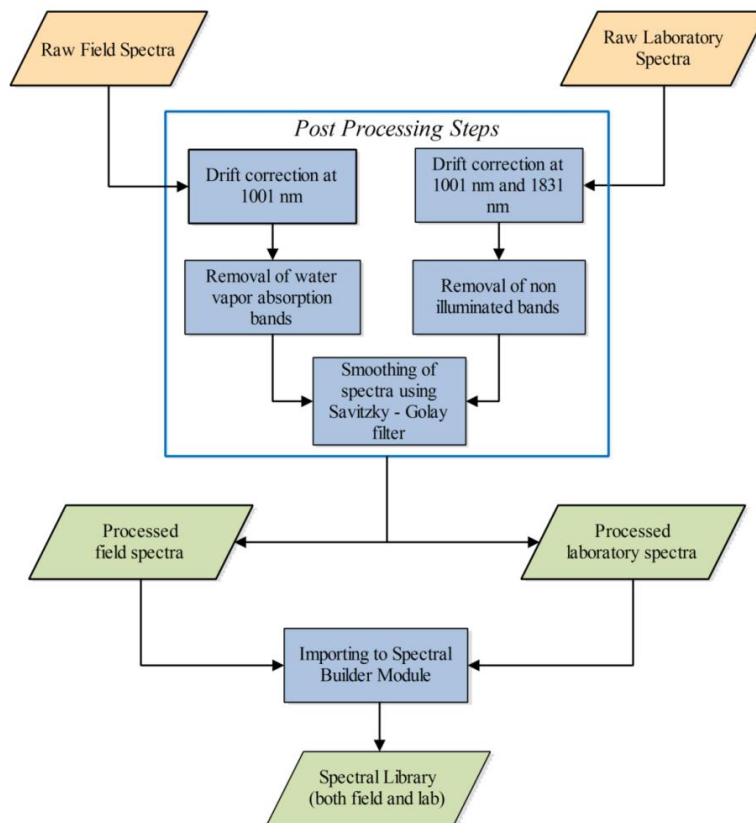 Raw Field Spectra
Raw Laboratory
Spectra
Post Processing Steps
Drift correction at
1001 nm
Drift correction at
1001 nm and 1831
nm
Removal of water
vapor absorption
bands
Removal of non
illuminated bands
Smoothing of
spectra using
Savitzky - Golay
filter
Processed
field spectra
Processed
laboratory spectra
Importing to Spectral
Builder Module
Spectral Library
(both field and lab)